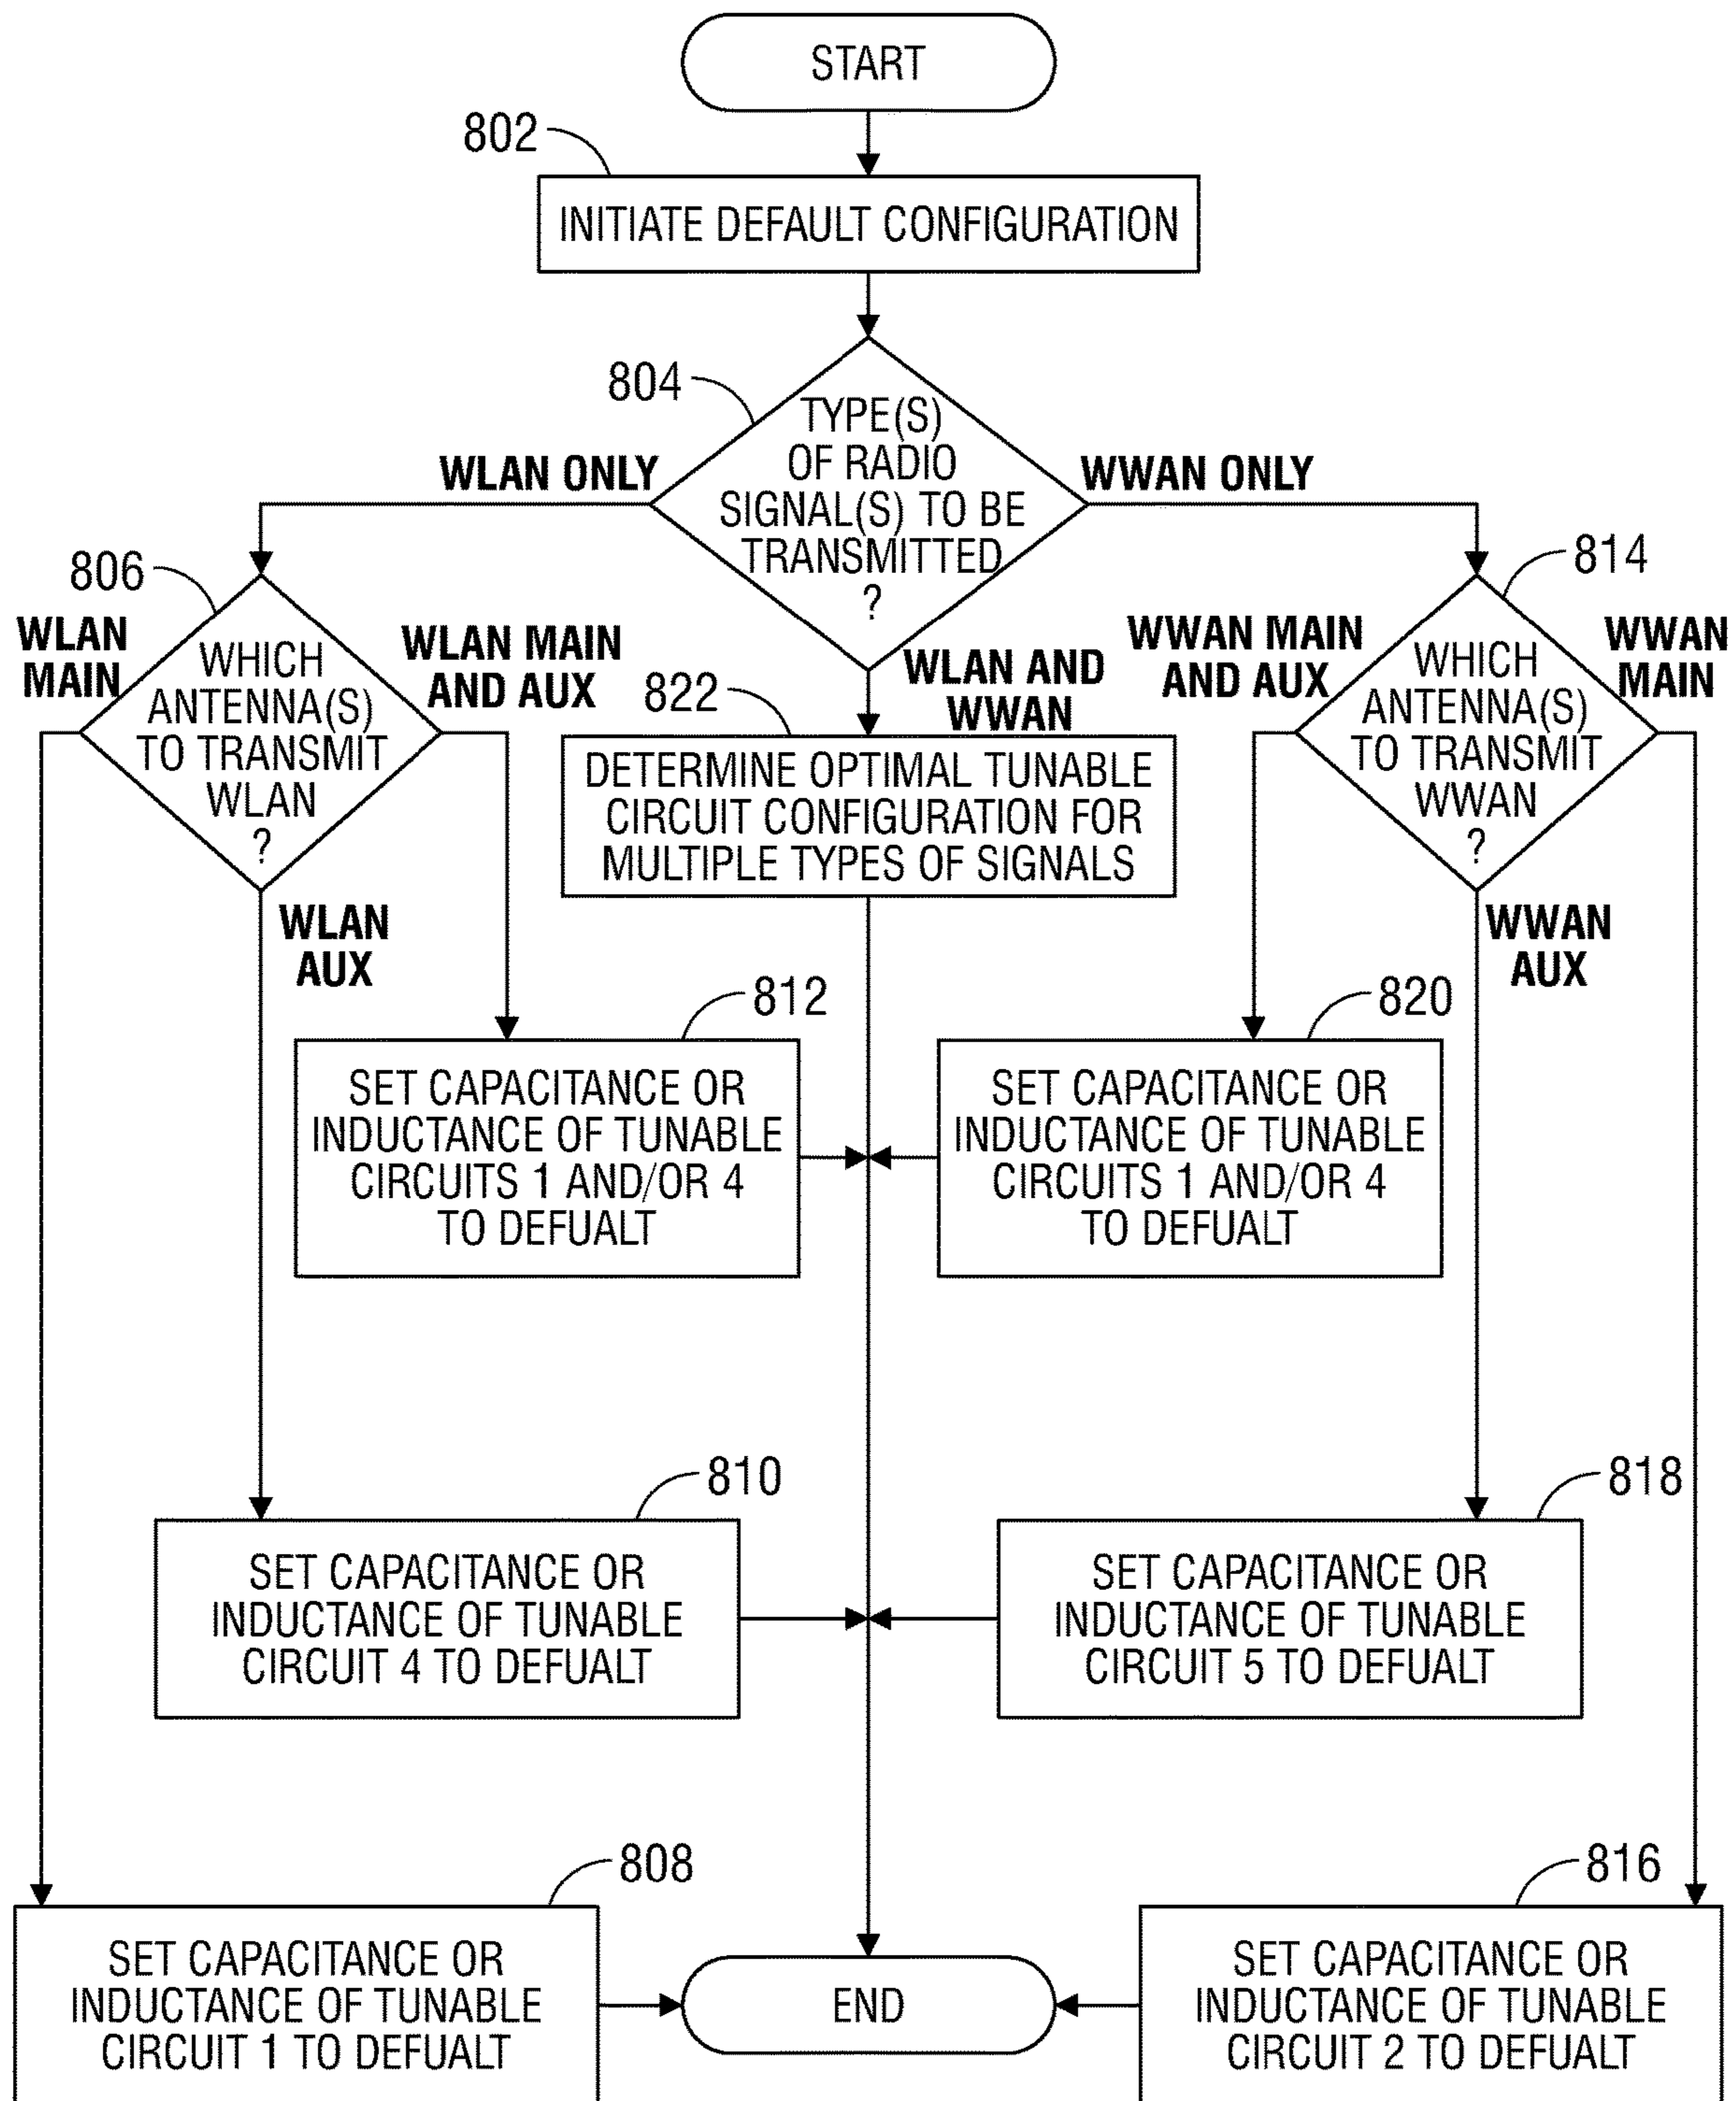 START
802
INITIATE DEFAULT CONFIGURATION
804
TYPE(S)
OF RADIO
SIGNAL(S) TO BE
TRANSMITTED
?
WLAN ONLY
WWAN ONLY
806
WLAN
MAIN
WHICH
ANTENNA(S)
TO TRANSMIT
WLAN
?
WLAN MAIN
AND AUX
WLAN
AUX
822
WLAN AND
WWAN
DETERMINE OPTIMAL TUNABLE
CIRCUIT CONFIGURATION FOR
MULTIPLE TYPES OF SIGNALS
814
WWAN MAIN
AND AUX
WHICH
ANTENNA(S)
TO TRANSMIT
WWAN
?
WWAN
MAIN
WWAN
AUX
812
SET CAPACITANCE OR
INDUCTANCE OF TUNABLE
CIRCUITS 1 AND/OR 4
TO DEFUALT
820
SET CAPACITANCE OR
INDUCTANCE OF TUNABLE
CIRCUITS 1 AND/OR 4
TO DEFUALT
810
SET CAPACITANCE OR
INDUCTANCE OF TUNABLE
CIRCUIT 4 TO DEFUALT
818
SET CAPACITANCE OR
INDUCTANCE OF TUNABLE
CIRCUIT 5 TO DEFUALT
808
SET CAPACITANCE OR
INDUCTANCE OF TUNABLE
CIRCUIT 1 TO DEFUALT
END
816
SET CAPACITANCE OR
INDUCTANCE OF TUNABLE
CIRCUIT 2 TO DEFUALT